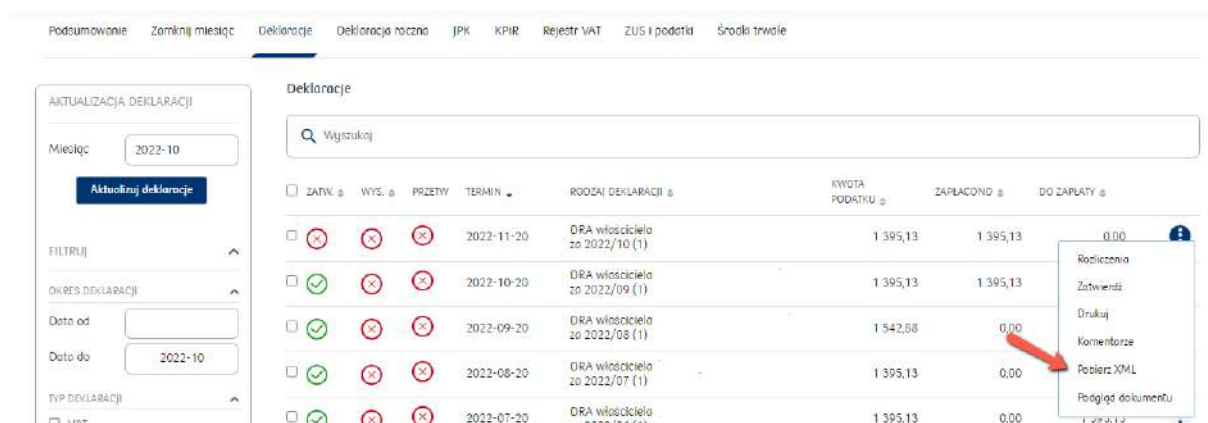 Podsumowanie Zamknij miesiąc Deklaracje Deklaracja roczna JPK KPiR Rejestr VAT ZUS i podatki Środki trwałe
AKTUALIZACJA DEKLARACJI
Miesiąc 2022-10
Aktualizuj deklaracje
FILTRUJ
OKRES DEKLARACJI
Data od
Data do 2022-10
TYP DEKLARACJI
VAT
Deklaracje
Wyszukaj
ZATW. WYS. PRZETW TERMIN RODZAJ DEKLARACJI KWOTA PODATKU ZAPŁACONO DO ZAPŁATY
2022-11-20 DRA właściciela za 2022/10 (1) 1 395,13 1 395,13 0,00
2022-10-20 DRA właściciela za 2022/09 (1) 1 395,13 1 395,13
2022-09-20 DRA właściciela za 2022/08 (1) 1 542,88 0,00
2022-08-20 DRA właściciela za 2022/07 (1) 1 395,13 0,00
2022-07-20 DRA właściciela 1 395,13 0,00 1 395,13
Rozliczenia
Zatwierdź
Drukuj
Komentarze
Pobierz XML
Podgląd dokumentu